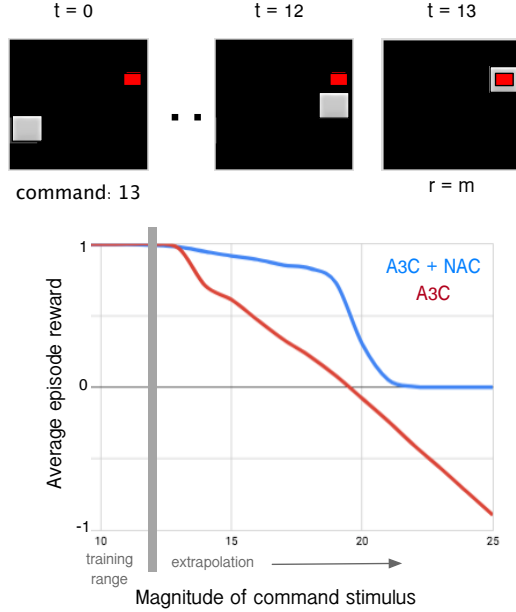 t = 0
t = 12
t = 13
. .
command: 13
r = m
1
A3C + NAC
A3C
Average episode reward
0
-1
10
15
20
25
training
range
extrapolation
Magnitude of command stimulus